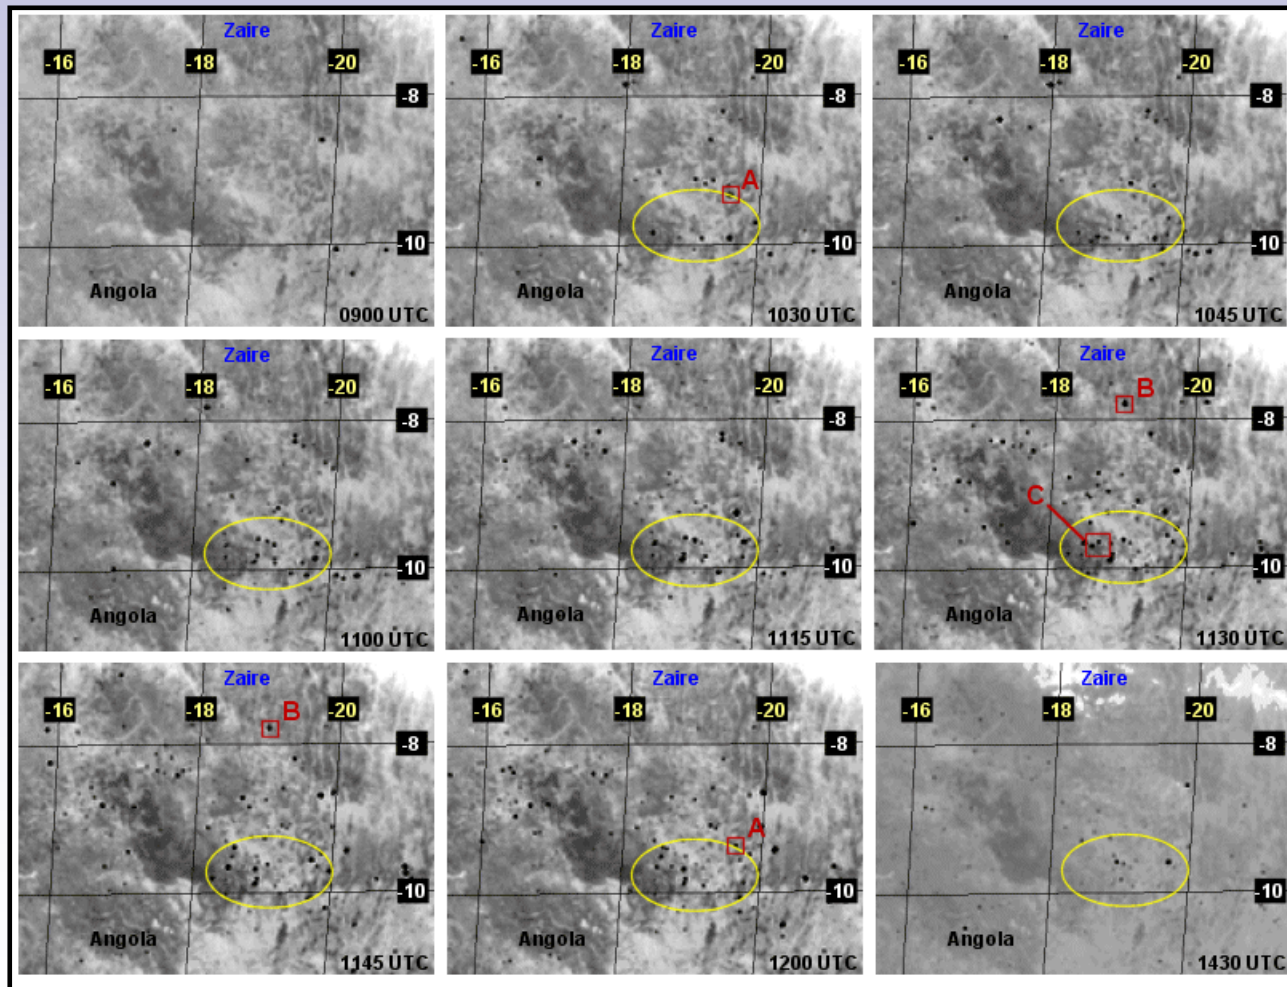 Zaire
-16 -18 -20
-8
-10
Angola
0900 UTC
Zaire
-16 -18 -20
-8
A
-10
Angola
1030 UTC
Zaire
-16 -18 -20
-8
-10
Angola
1045 UTC
Zaire
-16 -18 -20
-8
-10
Angola
1100 UTC
Zaire
-16 -18 -20
-8
-10
Angola
1115 UTC
Zaire
-16 -18 -20
B
-8
C
-10
Angola
1130 UTC
Zaire
-16 -18 -20
B
-8
-10
Angola
1145 UTC
Zaire
-16 -18 -20
-8
A
-10
Angola
1200 UTC
Zaire
-16 -18 -20
-8
-10
Angola
1430 UTC